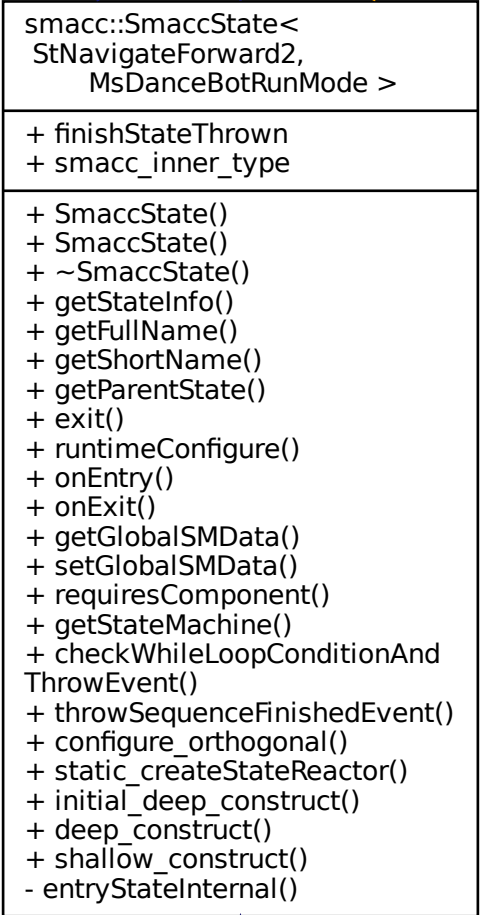 smacc::SmaccState<
StNavigateForward2,
MsDanceBotRunMode >
+ finishStateThrown
+ smacc_inner_type
+ SmaccState()
+ SmaccState()
+ ~SmaccState()
+ getStateInfo()
+ getFullName()
+ getShortName()
+ getParentState()
+ exit()
+ runtimeConfigure()
+ onEntry()
+ onExit()
+ getGlobalSMData()
+ setGlobalSMData()
+ requiresComponent()
+ getStateMachine()
+ checkWhileLoopConditionAnd
ThrowEvent()
+ throwSequenceFinishedEvent()
+ configure_orthogonal()
+ static_createStateReactor()
+ initial_deep_construct()
+ deep_construct()
+ shallow_construct()
- entryStateInternal()